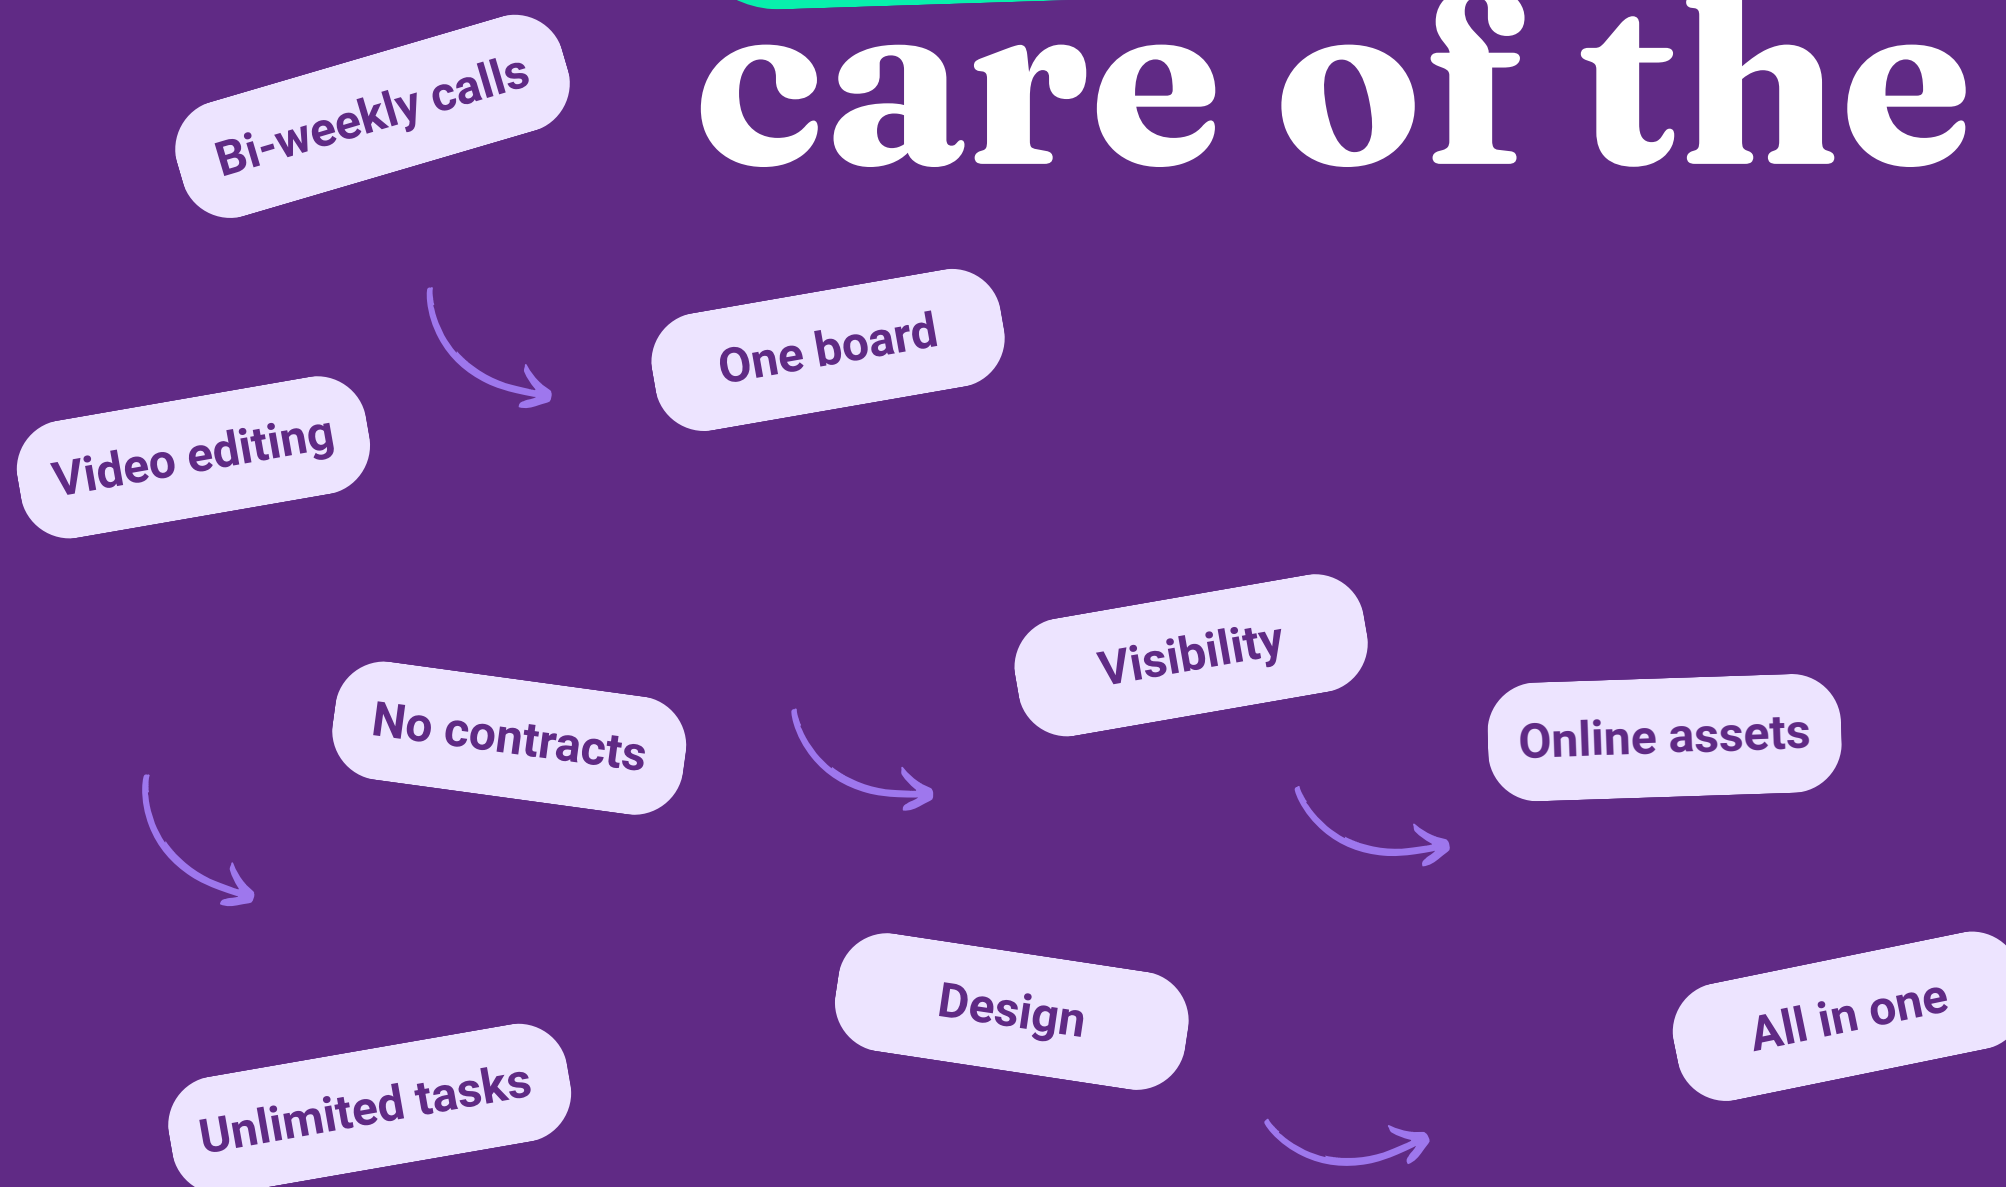 care of the
Bi-weekly calls
One board
Video editing
Visibility
No contracts
Online assets
Design
All in one
Unlimited tasks